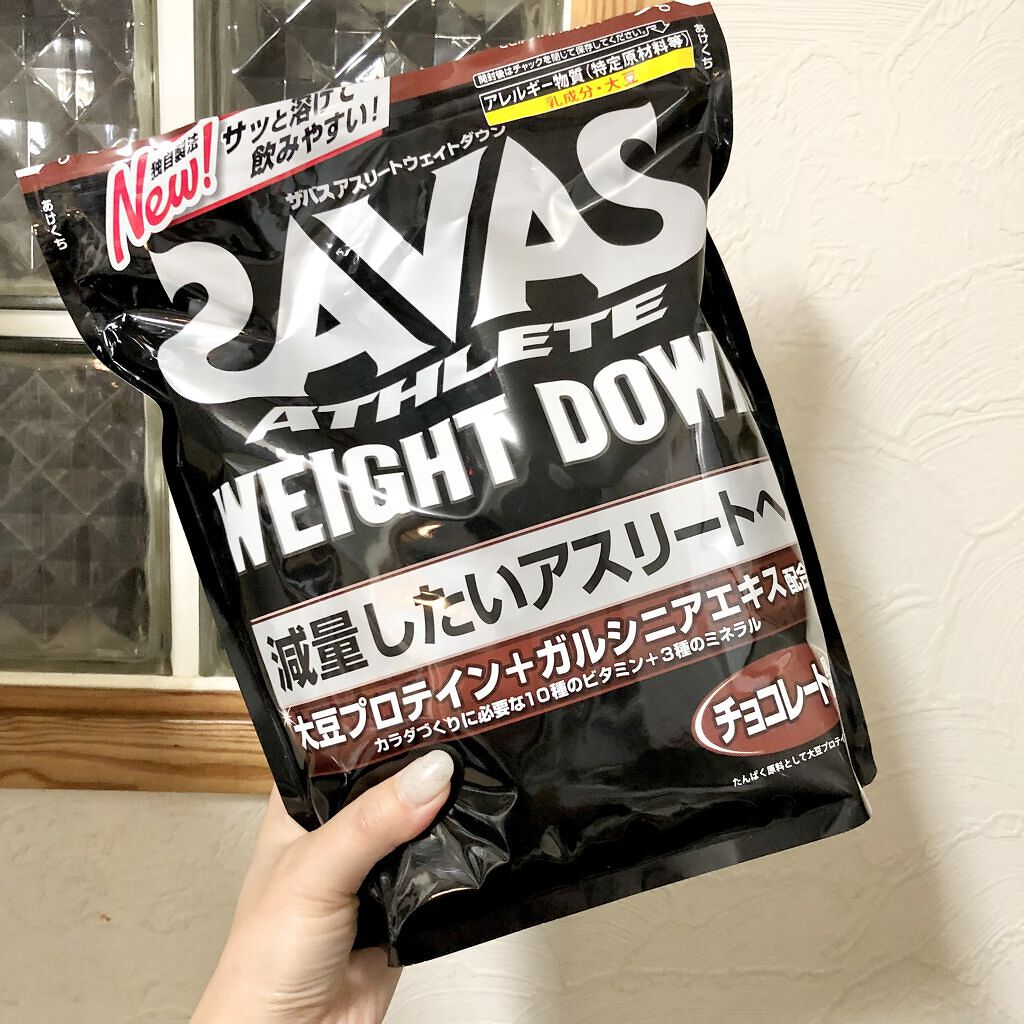 開封後はチャックを閉じて保存してください。
アレルギー物質(特定原材料等)
乳成分・大豆
あけくち
あけくち
独自製法
New!
サッと溶けて
飲みやすい!
ザバスアスリートウェイトダウン
SAVAS
ATHLETE
WEIGHT DOWN
減量したいアスリートへ
大豆プロテイン+ガルシニアエキス配合
カラダづくりに必要な10種のビタミン+3種のミネラル
チョコレート
たんぱく原料として大豆プロテイ